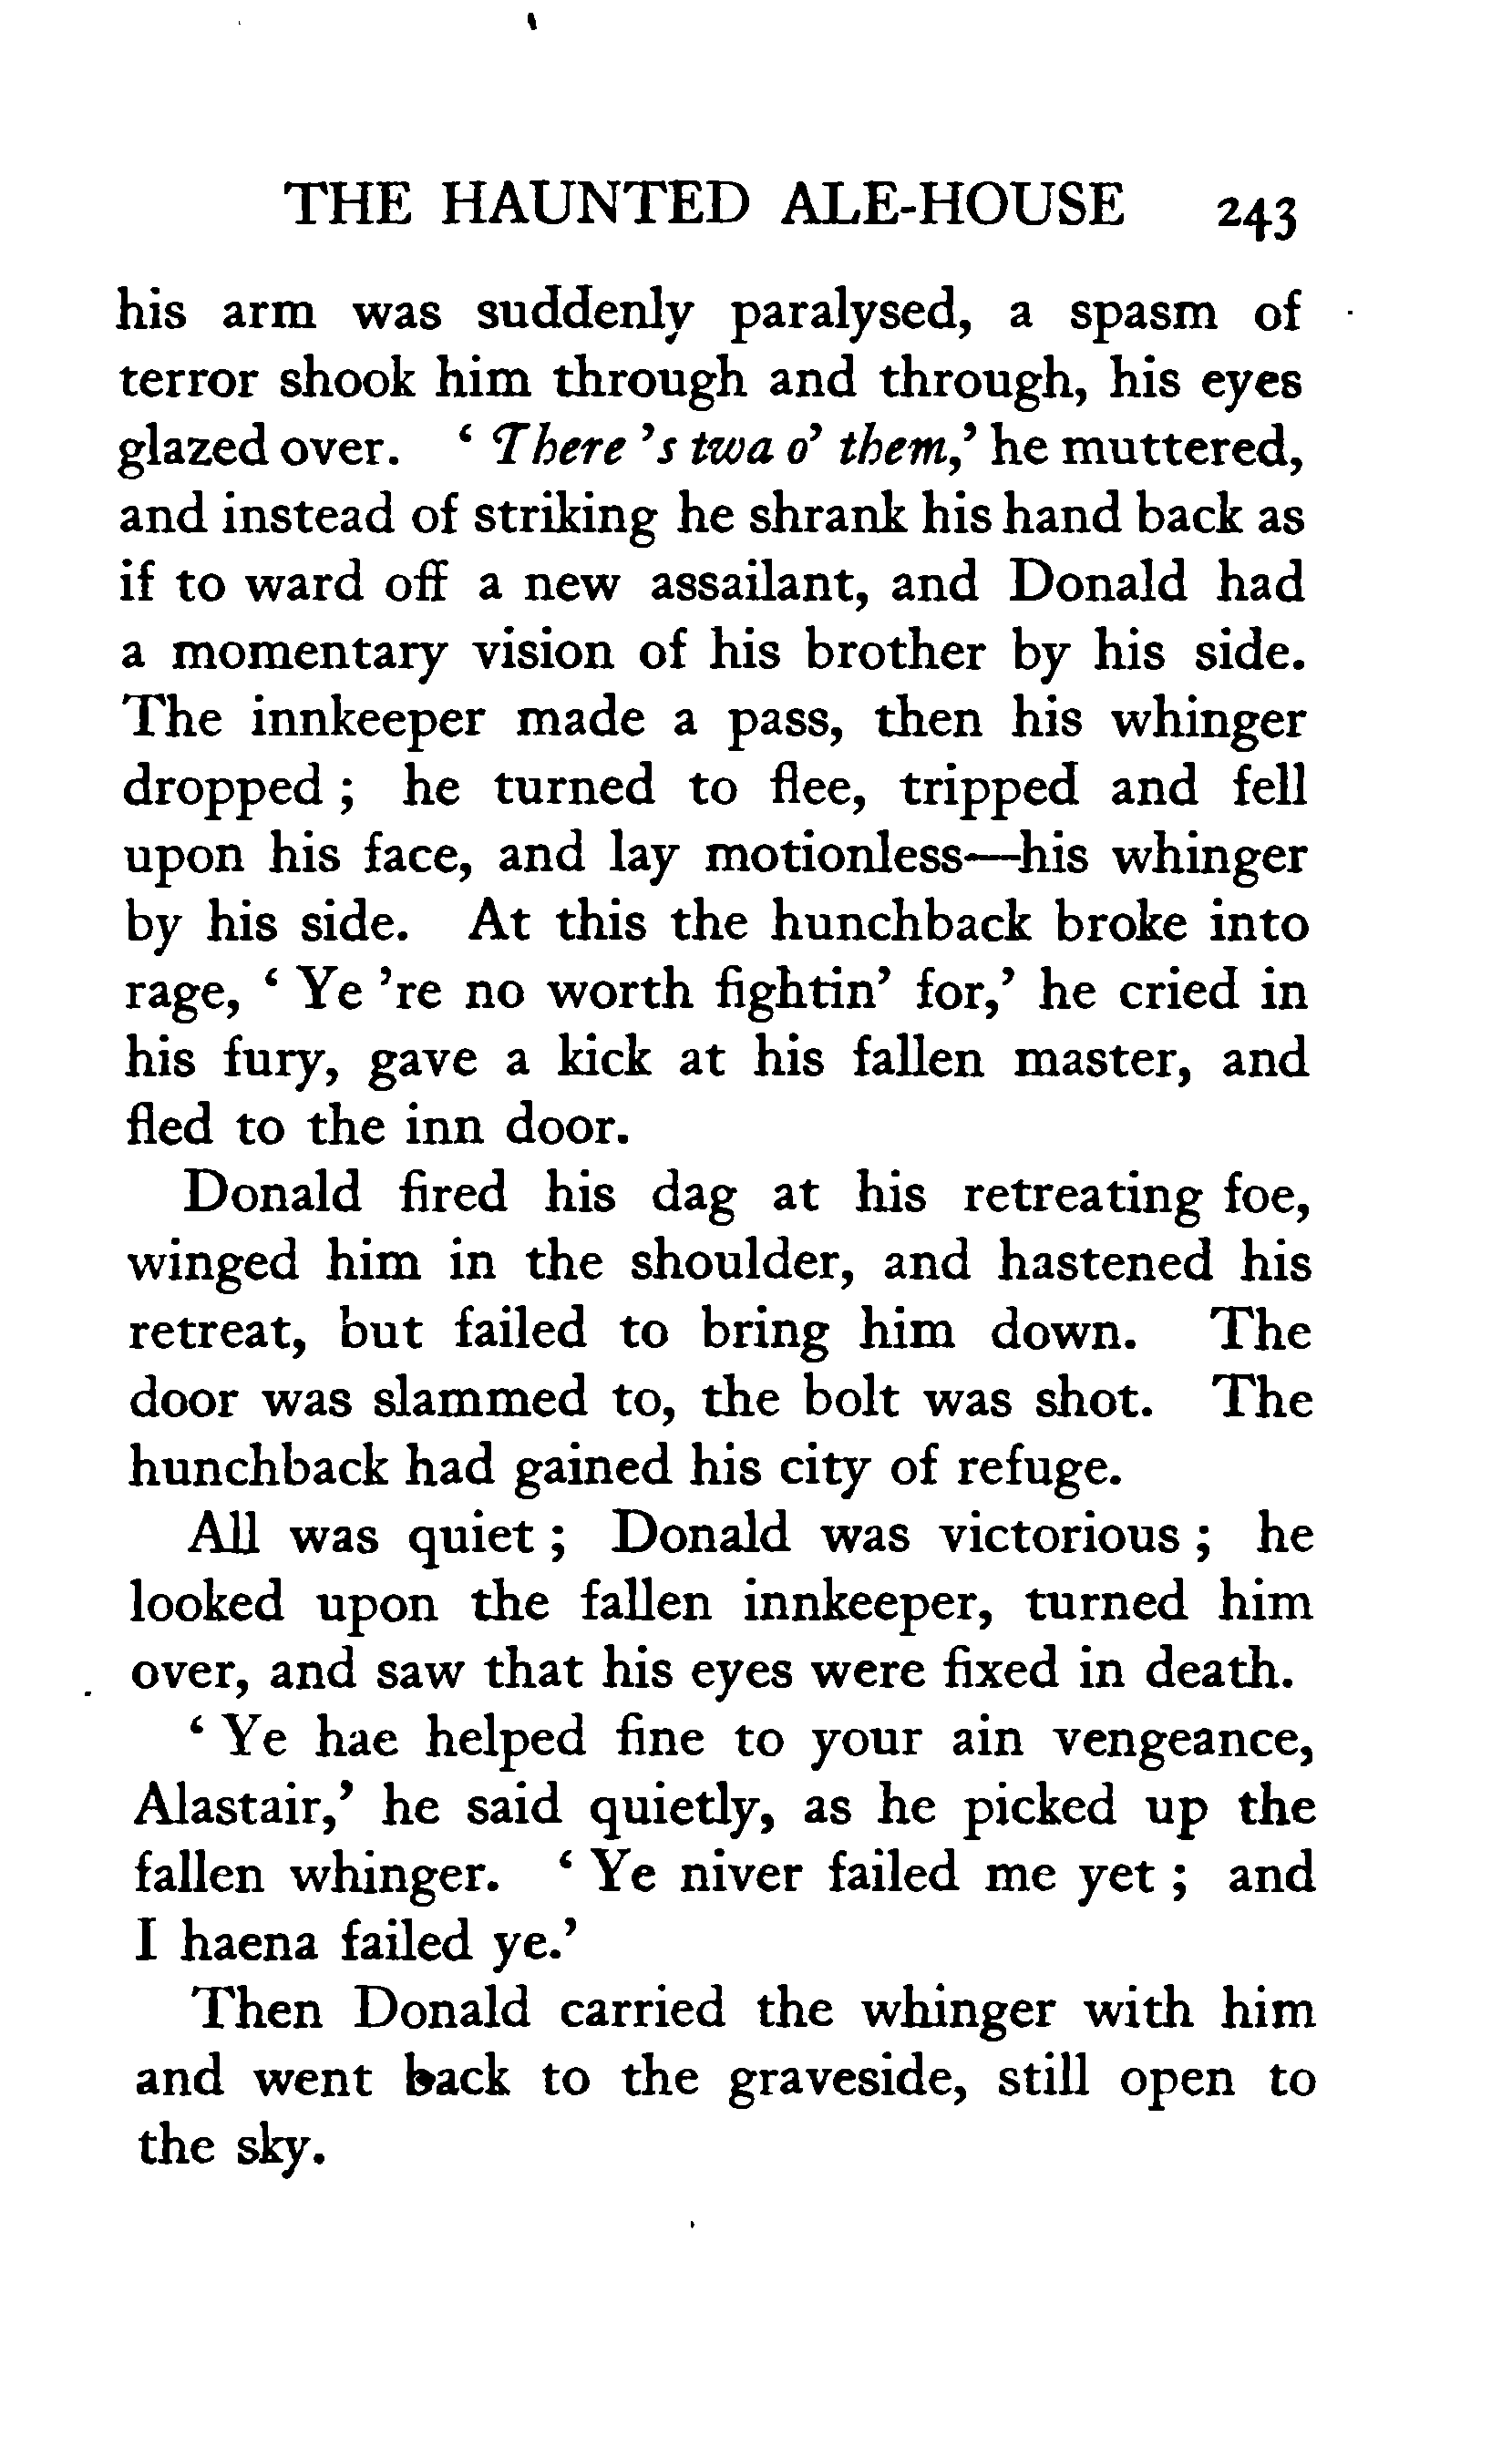 THE HAUNTED ALE-HOUSE 243
his arm was suddenly paralysed, a spasm of
terror shook him through and through, his eyes
glazed over. ‘ There ’s twa o’ them,’ he muttered,
and instead of striking he shrank his hand back as
if to ward off a new assailant, and Donald had
a momentary vision of his brother by his side.
The innkeeper made a pass, then his whinger
dropped ; he turned to flee, tripped and fell
upon his face, and lay motionless—his whinger
by his side. At this the hunchback broke into
rage, ‘ Ye ’re no worth fightin’ for,’ he cried in
his fury, gave a kick at his fallen master, and
fled to the inn door.
Donald fired his dag at his retreating foe,
winged him in the shoulder, and hastened his
retreat, but failed to bring him down. The
door was slammed to, the bolt was shot. The
hunchback had gained his city of refuge.
All was quiet ; Donald was victorious ; he
looked upon the fallen innkeeper, turned him
over, and saw that his eyes were fixed in death.
‘ Ye hae helped fine to your ain vengeance,
Alastair,’ he said quietly, as he picked up the
fallen whinger. ‘ Ye niver failed me yet ; and
I haena failed ye.’
Then Donald carried the whinger with him
and went back to the graveside, still open to
the sky.